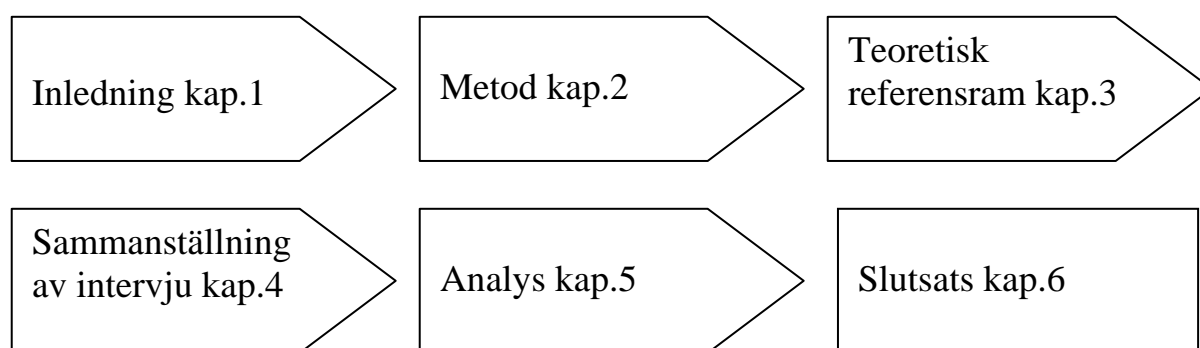 Inledning kap.1
Metod kap.2
Teoretisk
referensram kap.3
Sammanställning
av intervju kap.4
Analys kap.5
Slutsats kap.6